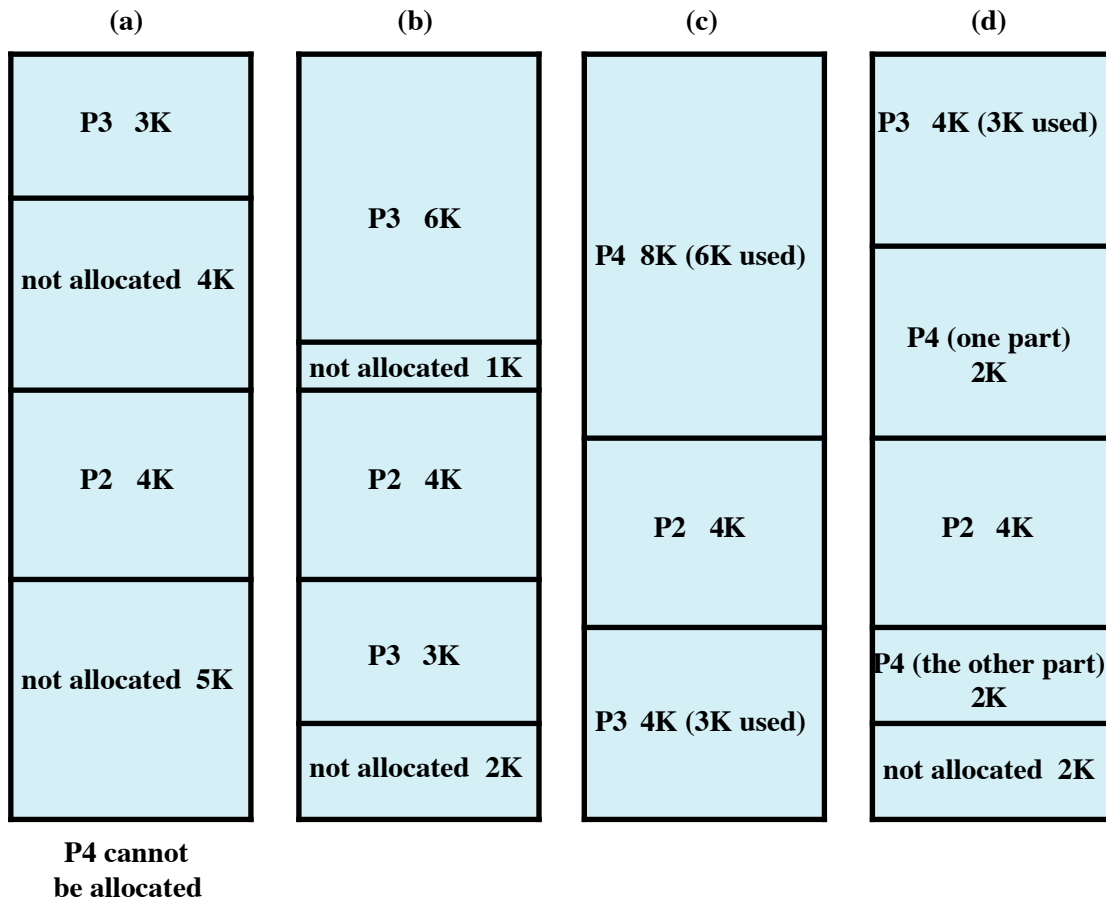 (a)
P3 3K
not allocated 4K
P2 4K
not allocated 5K
P4 cannot
be allocated
(b)
P3 6K
not allocated 1K
P2 4K
P3 3K
not allocated 2K
(c)
P4 8K (6K used)
P2 4K
P3 4K (3K used)
(d)
P3 4K (3K used)
P4 (one part)
2K
P2 4K
P4 (the other part)
2K
not allocated 2K